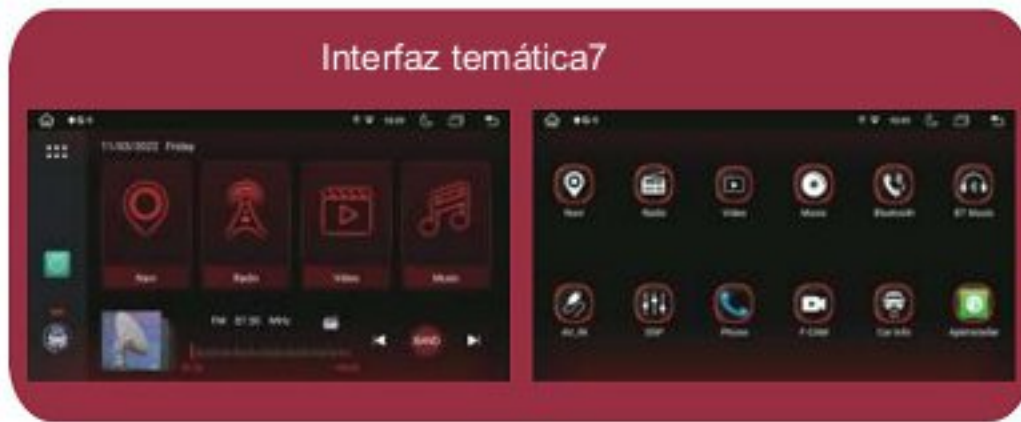 Interfaz temática7
11/03/2022 Friday
Navi Radio Video Music
FM 87.50 MHz
BAND
Navi Radio Video Music Bluetooth BT Music
AV_IN DSP Phone F-CAM Car Info